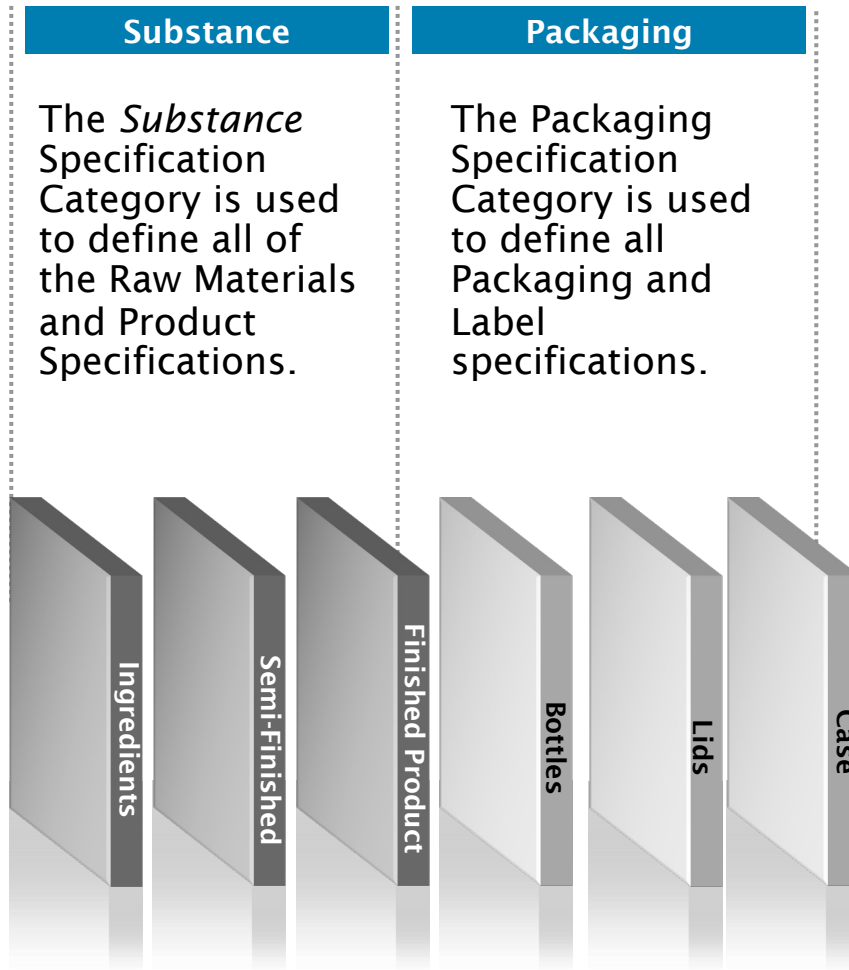 Substance
The Substance
Specification
Category is used
to define all of
the Raw Materials
and Product
Specifications.
Packaging
The Packaging
Specification
Category is used
to define all
Packaging and
Label
specifications.
Ingredients
Semi-Finished
Finished Product
Bottles
Lids
Case